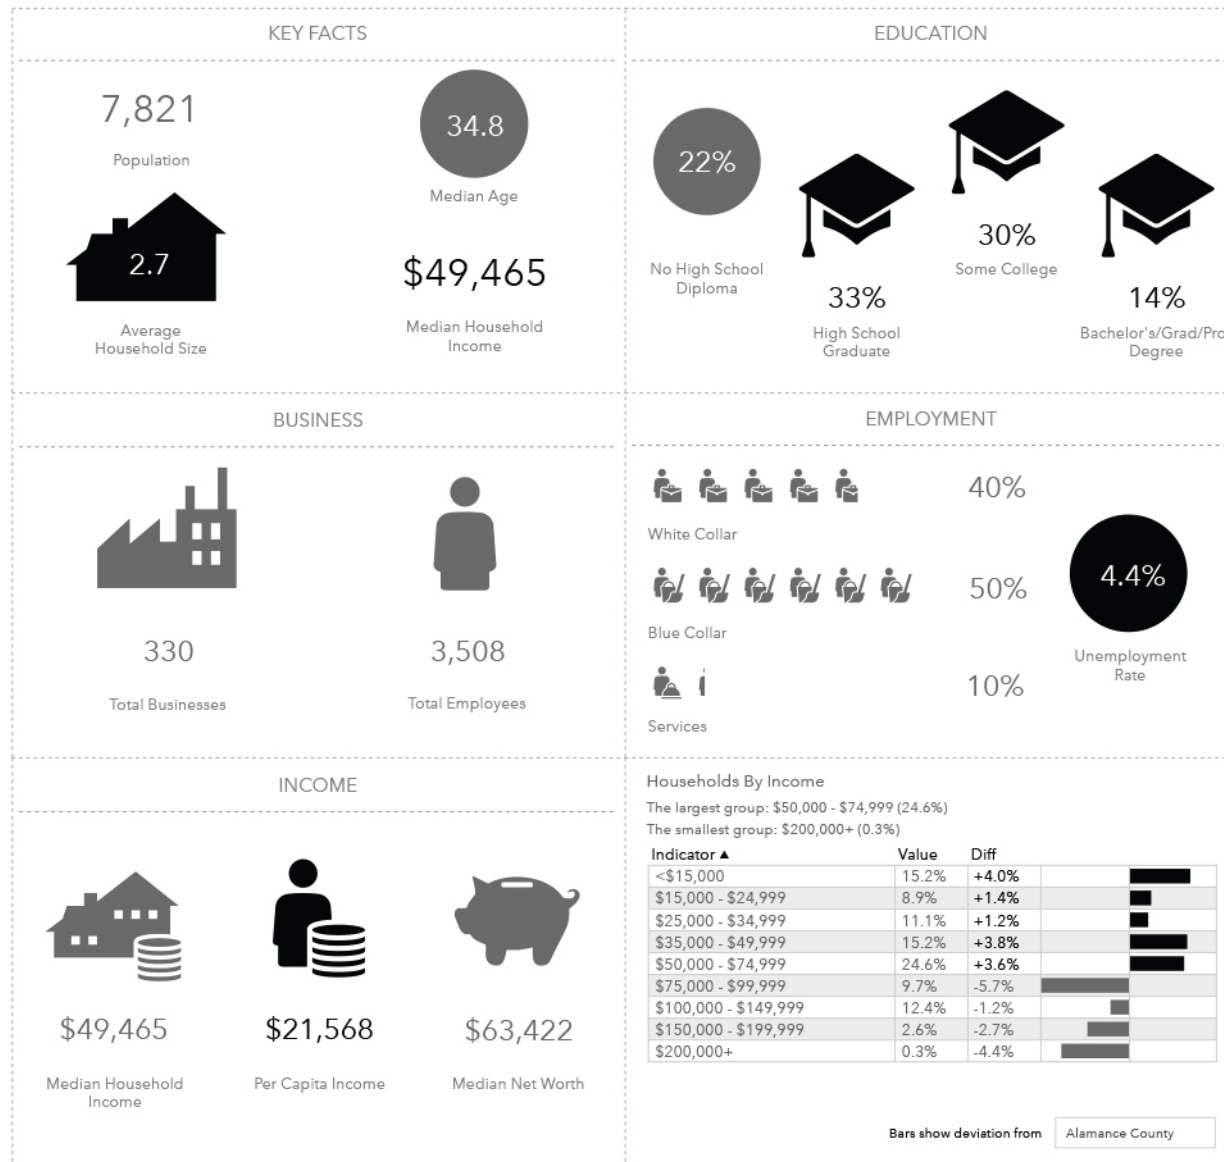 KEY FACTS
7,821
Population
34.8
Median Age
2.7
Average
Household Size
$49,465
Median Household
Income
EDUCATION
22%
No High School
Diploma
33%
High School
Graduate
30%
Some College
14%
Bachelor's/Grad/Pro
Degree
BUSINESS
330
Total Businesses
3,508
Total Employees
EMPLOYMENT
40%
White Collar
50%
Blue Collar
10%
Services
4.4%
Unemployment
Rate
INCOME
$49,465
Median Household
Income
$21,568
Per Capita Income
$63,422
Median Net Worth
Households By Income
The largest group: $50,000 - $74,999 (24.6%)
The smallest group: $200,000+ (0.3%)
Indicator ▲ Value Diff
<$15,000 15.2% +4.0%
$15,000 - $24,999 8.9% +1.4%
$25,000 - $34,999 11.1% +1.2%
$35,000 - $49,999 15.2% +3.8%
$50,000 - $74,999 24.6% +3.6%
$75,000 - $99,999 9.7% -5.7%
$100,000 - $149,999 12.4% -1.2%
$150,000 - $199,999 2.6% -2.7%
$200,000+ 0.3% -4.4%
Bars show deviation from Alamance County